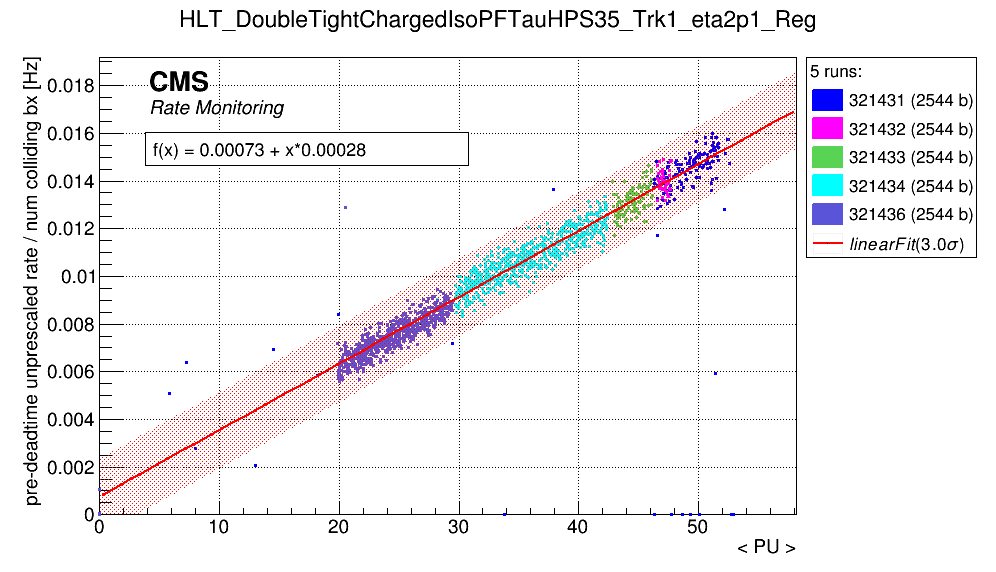 HLT_DoubleTightChargedIsoPFTauHPS35_Trk1_eta2p1_Reg
pre-deadtime unprescaled rate / num colliding bx [Hz]
CMS
Rate Monitoring
f(x) = 0.00073 + x*0.00028
0.018
0.016
0.014
0.012
0.01
0.008
0.006
0.004
0.002
0
0 10 20 30 40 50
< PU >
5 runs:
321431 (2544 b)
321432 (2544 b)
321433 (2544 b)
321434 (2544 b)
321436 (2544 b)
linearFit(3.0σ)